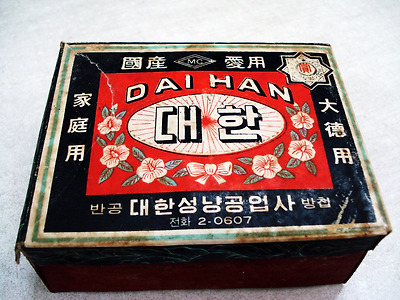 國産 MC 愛用
DAI HAN
대한
家庭用
大徳用
반공 대한성냥공업사 방첩
전화 2-0607